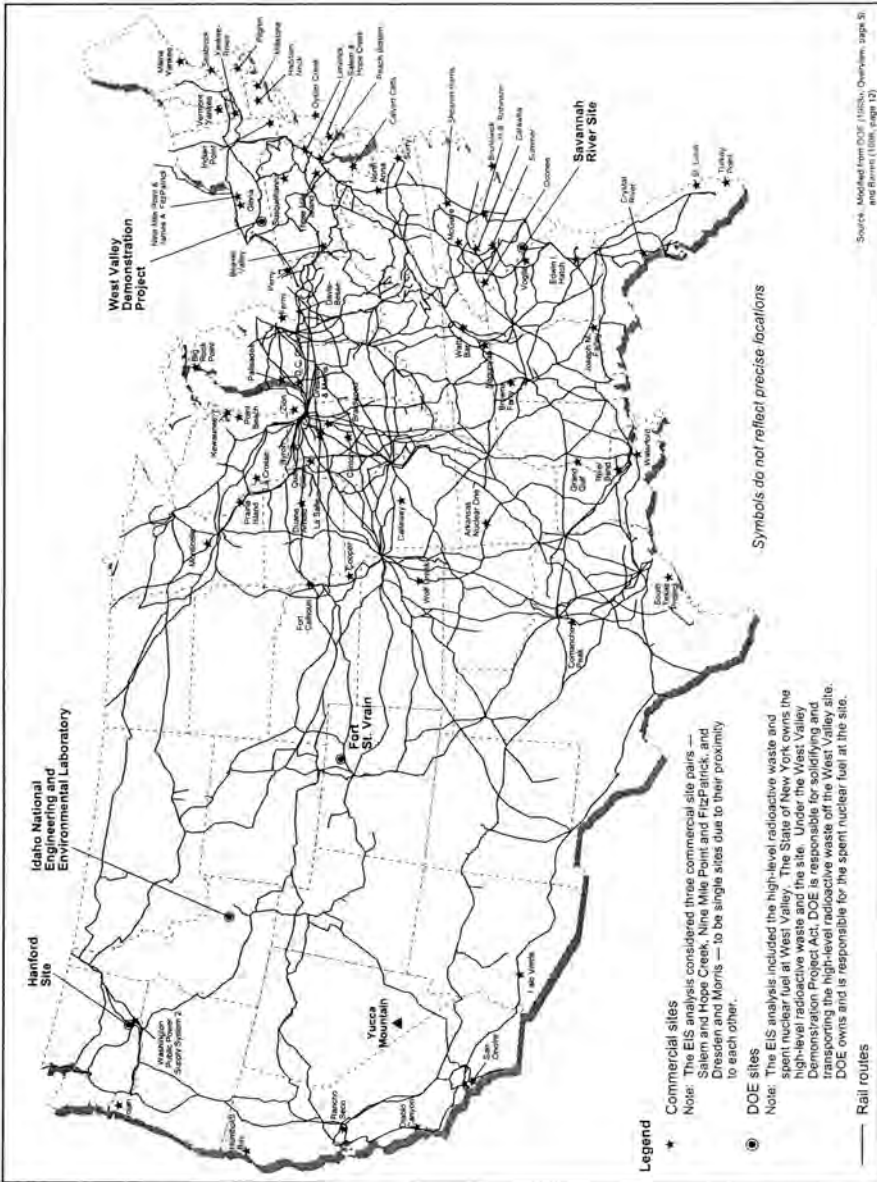 Hanford
Site
Idaho National
Engineering and
Environmental Laboratory
West Valley
Demonstration
Project
Savannah
River Site
Fort
St. Vrain
Yucca
Mountain
Washington
Public Power
Supply System 2
Trojan
Humboldt
Bay
Rancho
Seco
Diablo
Canyon
San
Onofre
Palo Verde
Monticello
Prairie
Island
La Crosse
Kewaunee
Point
Beach
Big
Rock
Point
Palisades
Zion
Byron
Duane
Arnold
La Salle
Fort
Calhoun
Cooper
Callaway
Wolf Creek
Arkansas
Nuclear One
Comanche
Peak
South
Texas
Project
Grand
Gulf
River
Bend
Waterford
Browns
Ferry
Watts
Bar
Joseph M.
Farley
Edwin I.
Hatch
Vogtle
Crystal
River
St. Lucie
Turkey
Point
Oconee
Summer
Catawba
H.B. Robinson
Brunswick
McGuire
Shearon Harris
Surry
North
Anna
Calvert Cliffs
Peach Bottom
Salem &
Hope Creek
Limerick
Oyster Creek
Three Mile
Island
Susquehanna
Beaver
Valley
Perry
Davis-
Besse
Fermi
Ginna
Nine Mile Point &
James A. FitzPatrick
Indian
Point
Vermont
Yankee
Maine
Yankee
Seabrook
Yankee-
Rowe
Pilgrim
Millstone
Haddam
Neck
Symbols do not reflect precise locations
Legend
Commercial sites
Note: The EIS analysis considered three commercial site pairs —
Salem and Hope Creek, Nine Mile Point and FitzPatrick, and
Dresden and Morris — to be single sites due to their proximity
to each other.
DOE sites
Note: The EIS analysis included the high-level radioactive waste and
spent nuclear fuel at West Valley. The State of New York owns the
high-level radioactive waste and the site. Under the West Valley
Demonstration Project Act, DOE is responsible for solidifying and
transporting the high-level radioactive waste off the West Valley site.
DOE owns and is responsible for the spent nuclear fuel at the site.
Rail routes
Source: Modified from DOE Overview, page 5)
and Barrett (1998, page 12)